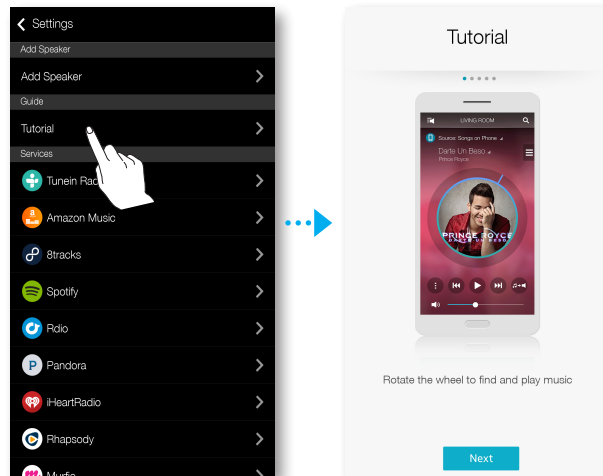 Settings
Add Speaker
Add Speaker
Guide
Tutorial
Services
Tunein Rad
Amazon Music
8tracks
Spotify
Rdio
Pandora
iHeartRadio
Rhapsody
Murfie
Tutorial
LIVING ROOM
Source: Songs on Phone
Darte Un Beso
Prince Royce
PRINCE ROYCE
DARTE UN BESO
Rotate the wheel to find and play music
Next